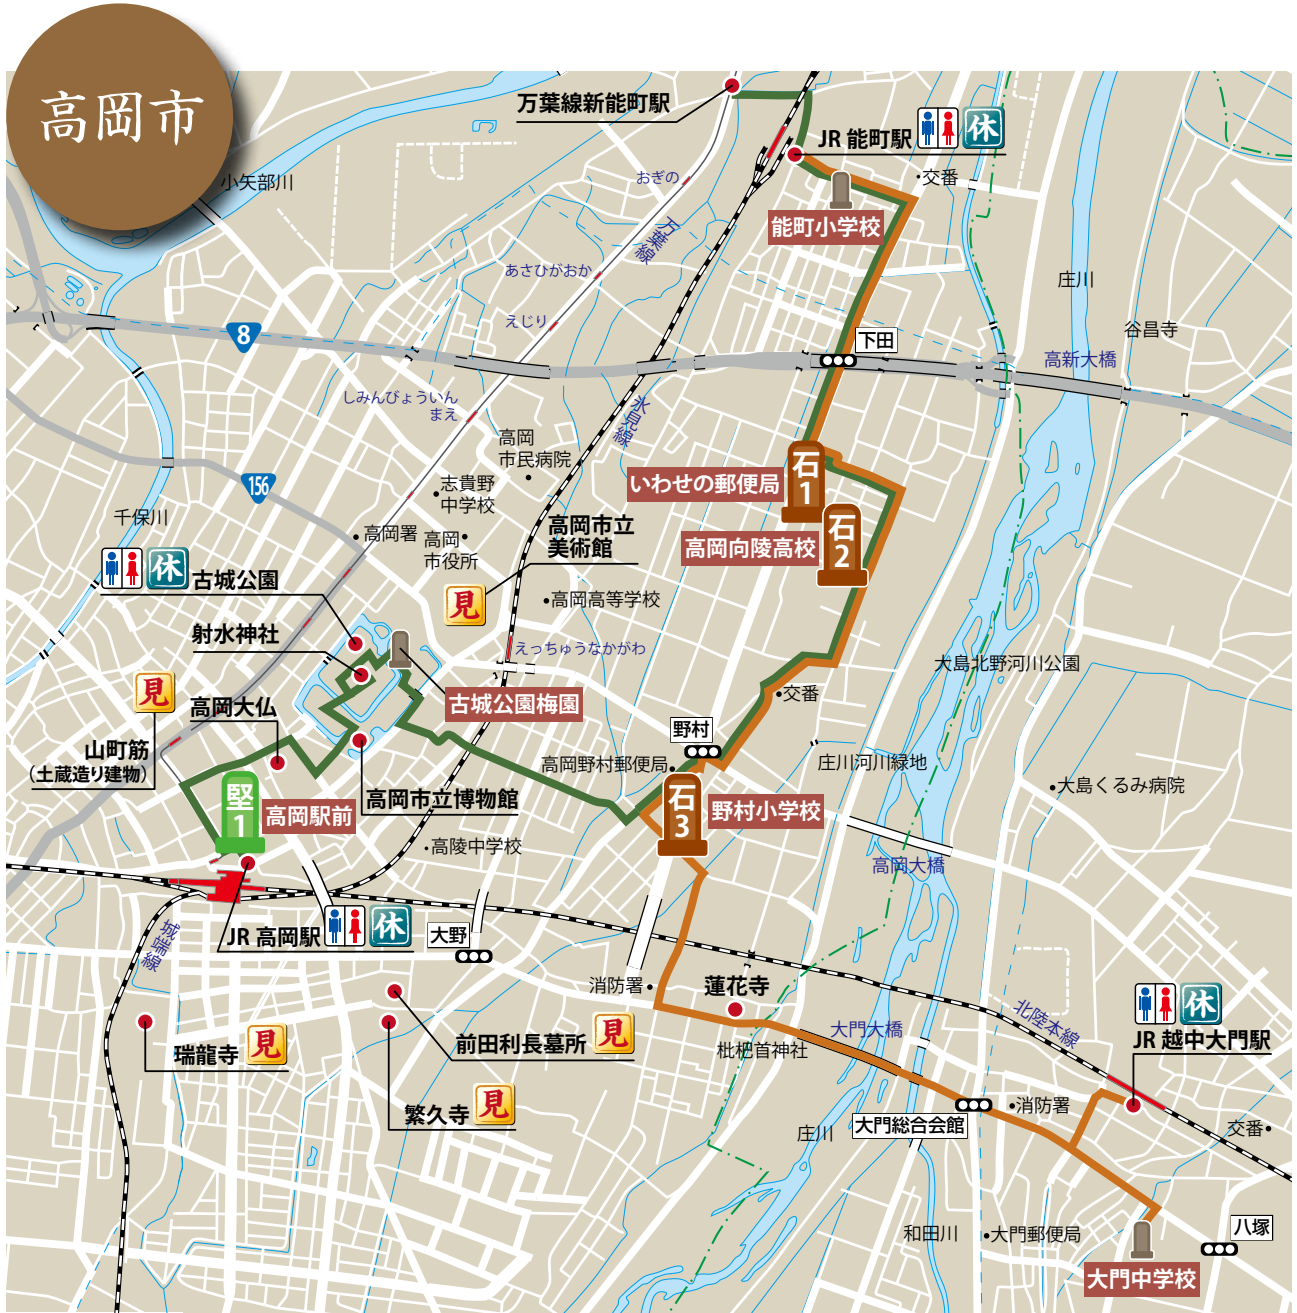 高岡市
万葉線新能町駅
JR 能町駅
休
交番
小矢部川
おぎの
万葉線
能町小学校
あさひがおか
えじり
庄川
谷昌寺
8
下田
高新大橋
しみんびょういん
まえ
氷見線
高岡
市民病院
志貴野
中学校
156
千保川
いわせの郵便局
石
1
高岡向陵高校
石
2
高岡署
高岡
市役所
高岡市立
美術館
休
古城公園
見
高岡高等学校
射水神社
えっちゅうなかがわ
大島北野河川公園
見
高岡大仏
古城公園梅園
交番
山町筋
（土蔵造り建物）
野村
高岡野村郵便局
庄川河川緑地
大島くるみ病院
堅
1
高岡駅前
高岡市立博物館
石
3
野村小学校
高陵中学校
高岡大橋
城端線
JR 高岡駅
休
大野
消防署
蓮花寺
大門大橋
北陸本線
休
JR 越中大門駅
瑞龍寺
見
前田利長墓所
見
枇杷首神社
繁久寺
見
消防署
大門総合会館
庄川
交番
和田川
大門郵便局
八塚
大門中学校